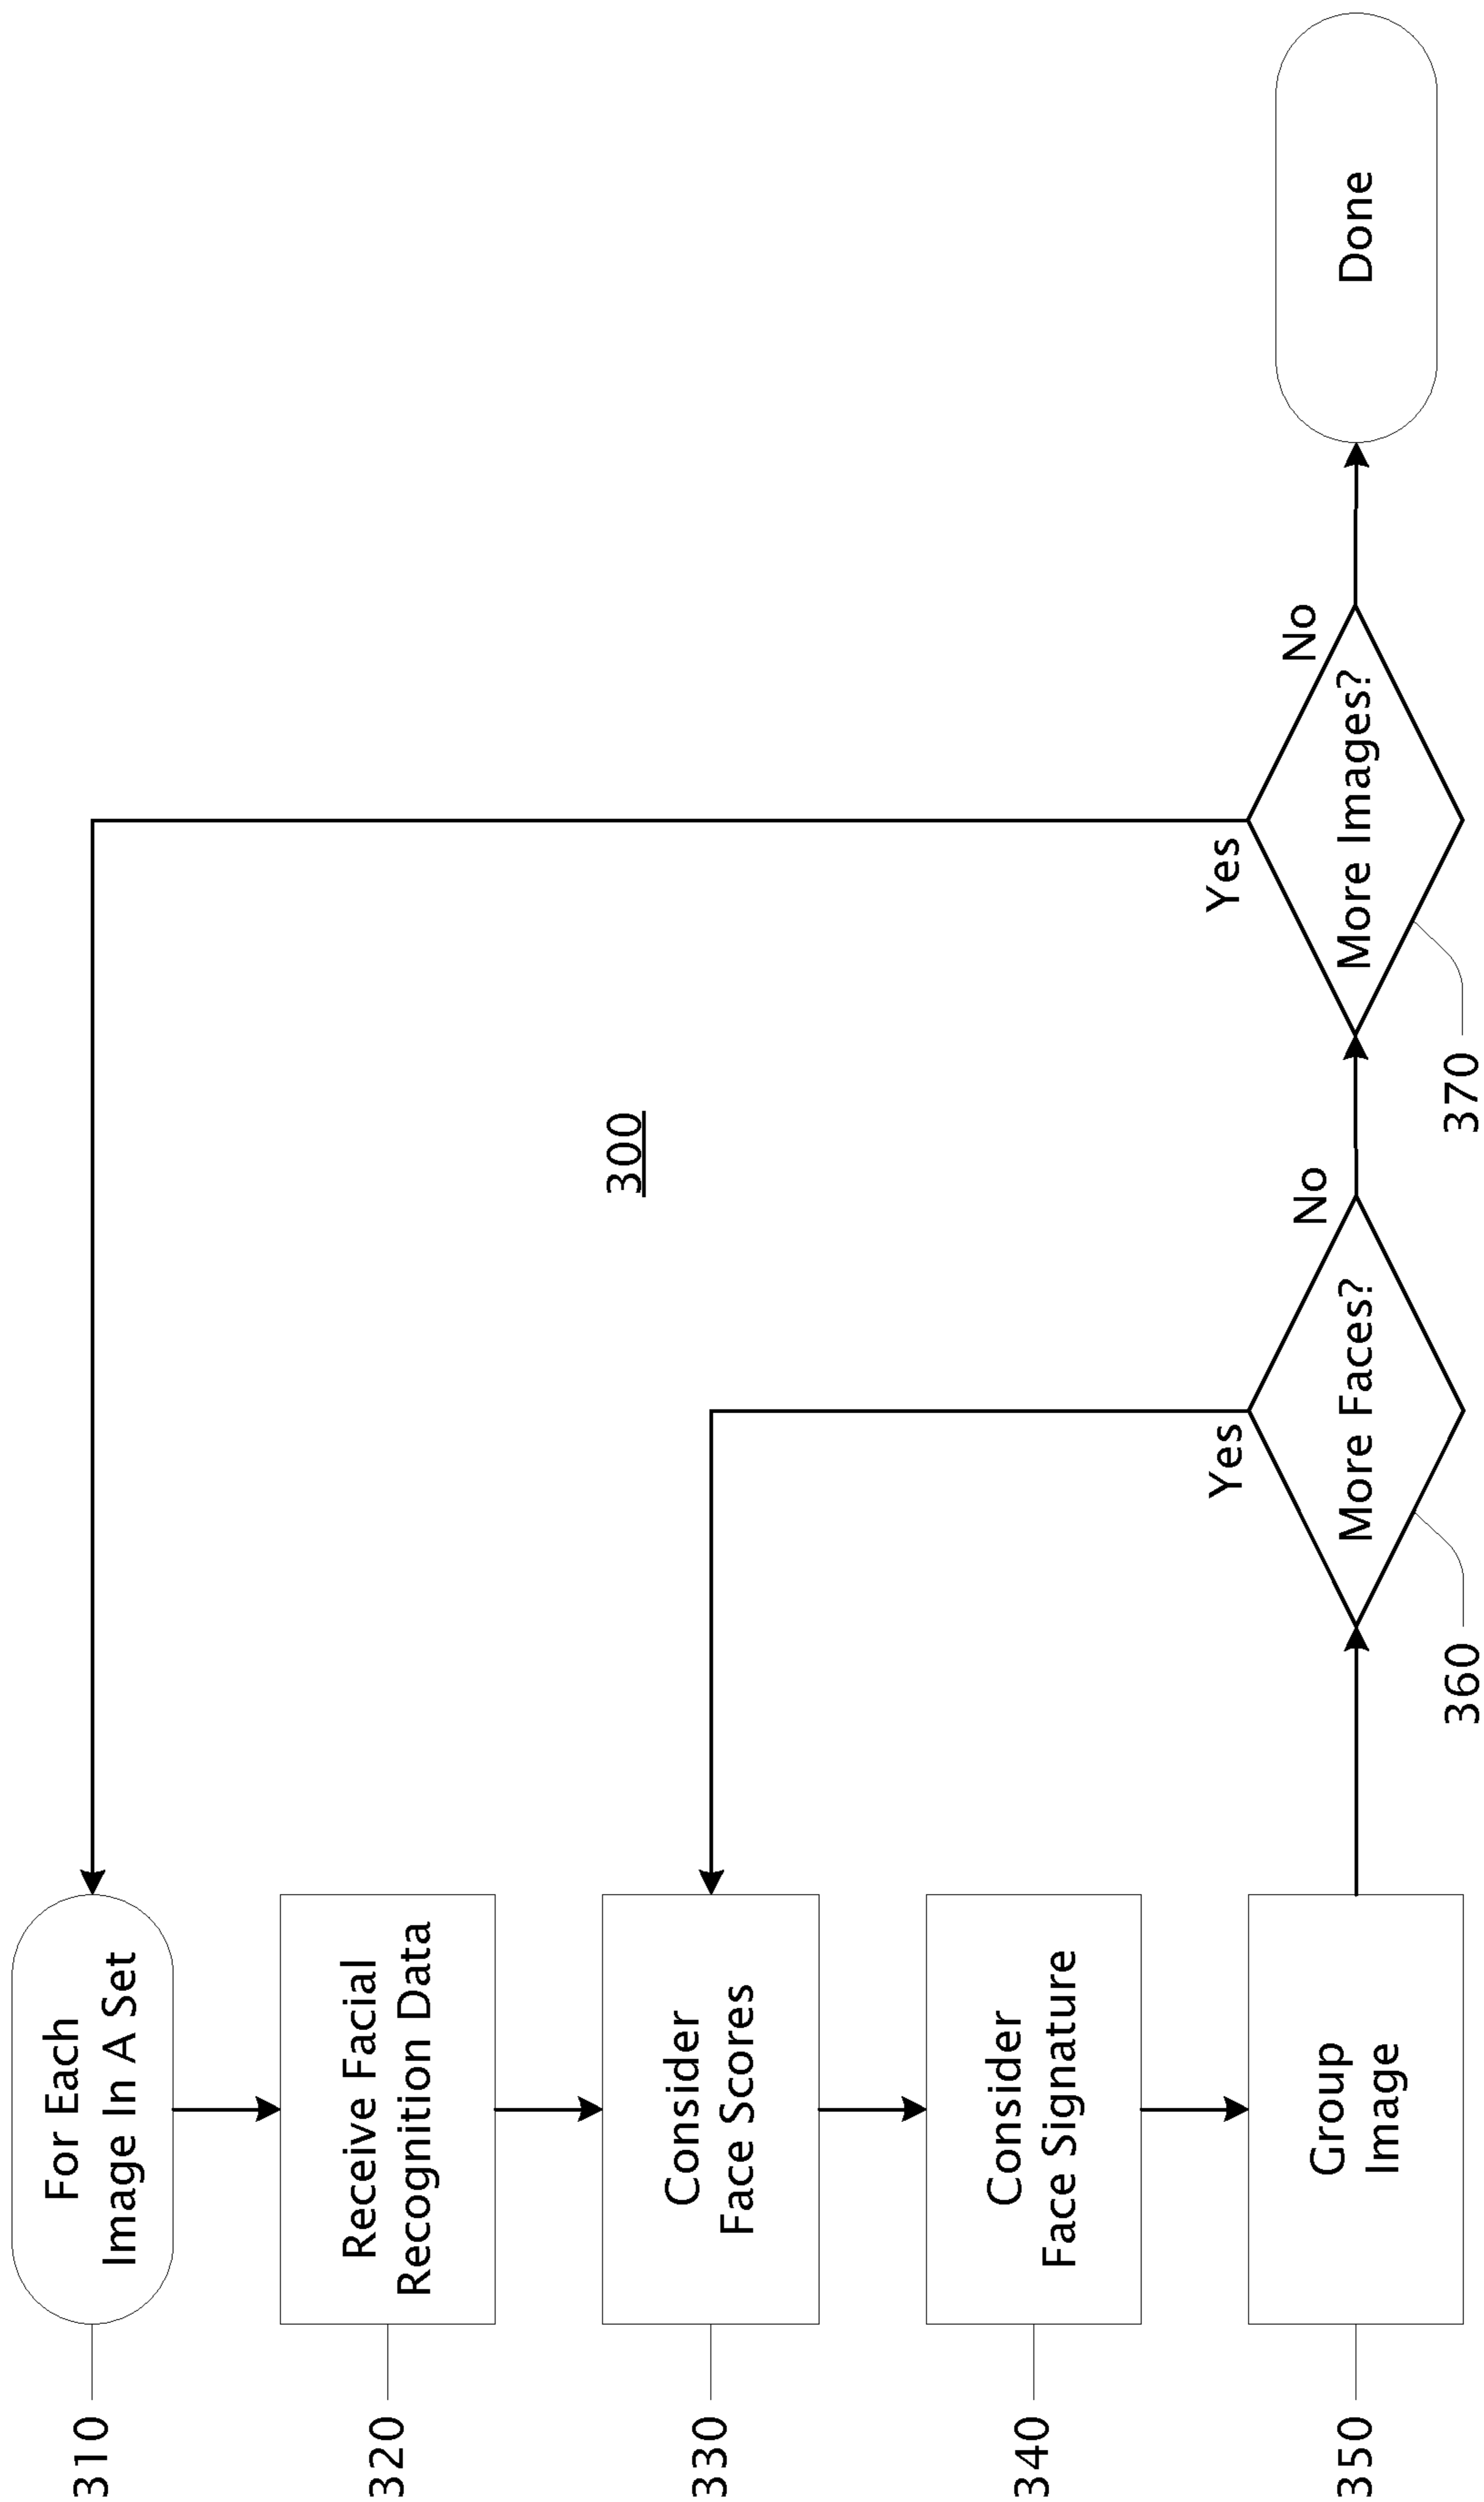 310
For Each
Image In A Set
320
Receive Facial
Recognition Data
330
Consider
Face Scores
340
Consider
Face Signature
350
Group
Image
360
More Faces?
Yes
No
370
More Images?
Yes
No
Done
300